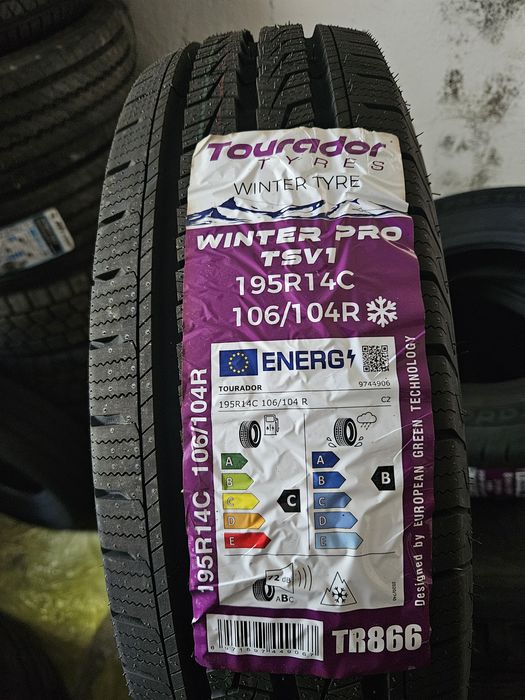 Tourador
TYRES
WINTER TYRE
WINTER PRO
TSV1
195R14C
106/104R
195R14C 106/104R
ENERG
TOURADOR
9744906
195R14C 106/104 R
C2
A
B
C
D
E
C
A
B
C
D
E
B
72 dB
ABC
Designed by EUROPEAN GREEN TECHNOLOGY
TR866